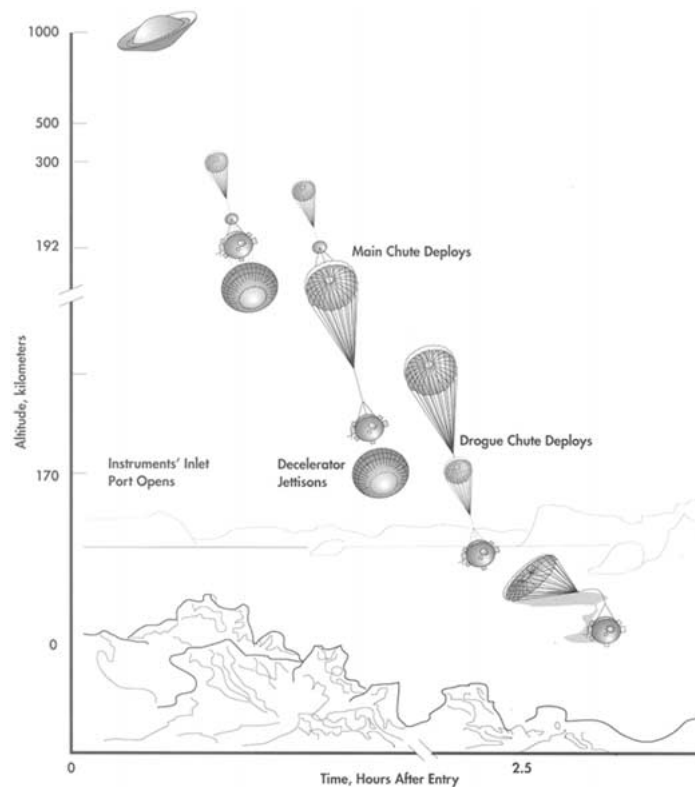 1000
500
300
192
Main Chute Deploys
Altitude, kilometers
Drogue Chute Deploys
Instruments' Inlet
Port Opens
Decelerator
Jettisons
170
0
0
2.5
Time, Hours After Entry